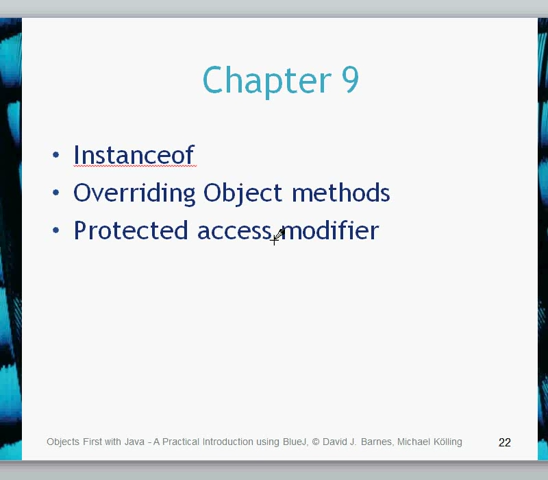 Chapter 9
• Instanceof
• Overriding Object methods
• Protected access modifier
Objects First with Java - A Practical Introduction using BlueJ, © David J. Barnes, Michael Kölling
22